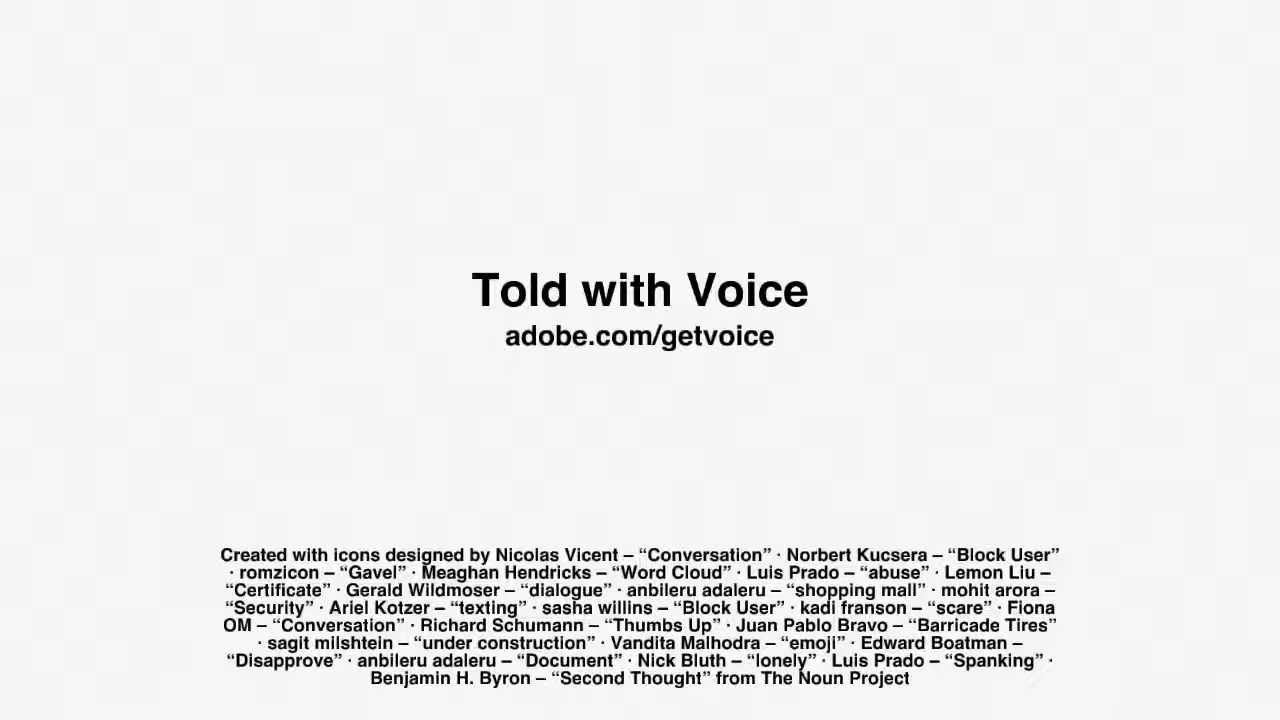 Told with Voice
adobe.com/getvoice
Created with icons designed by Nicolas Vicent – “Conversation” · Norbert Kucsera – “Block User”
· romzicon – “Gavel” · Meaghan Hendricks – “Word Cloud” · Luis Prado – “abuse” · Lemon Liu –
“Certificate” · Gerald Wildmoser – “dialogue” · anbileru adaleru – “shopping mall” · mohit arora –
“Security” · Ariel Kotzer – “texting” · sasha willins – “Block User” · kadi franson – “scare” · Fiona
OM – “Conversation” · Richard Schumann – “Thumbs Up” · Juan Pablo Bravo – “Barricade Tires”
· sagit milshtein – “under construction” · Vandita Malhodra – “emoji” · Edward Boatman –
“Disapprove” · anbileru adaleru – “Document” · Nick Bluth – “lonely” · Luis Prado – “Spanking” ·
Benjamin H. Byron – “Second Thought” from The Noun Project